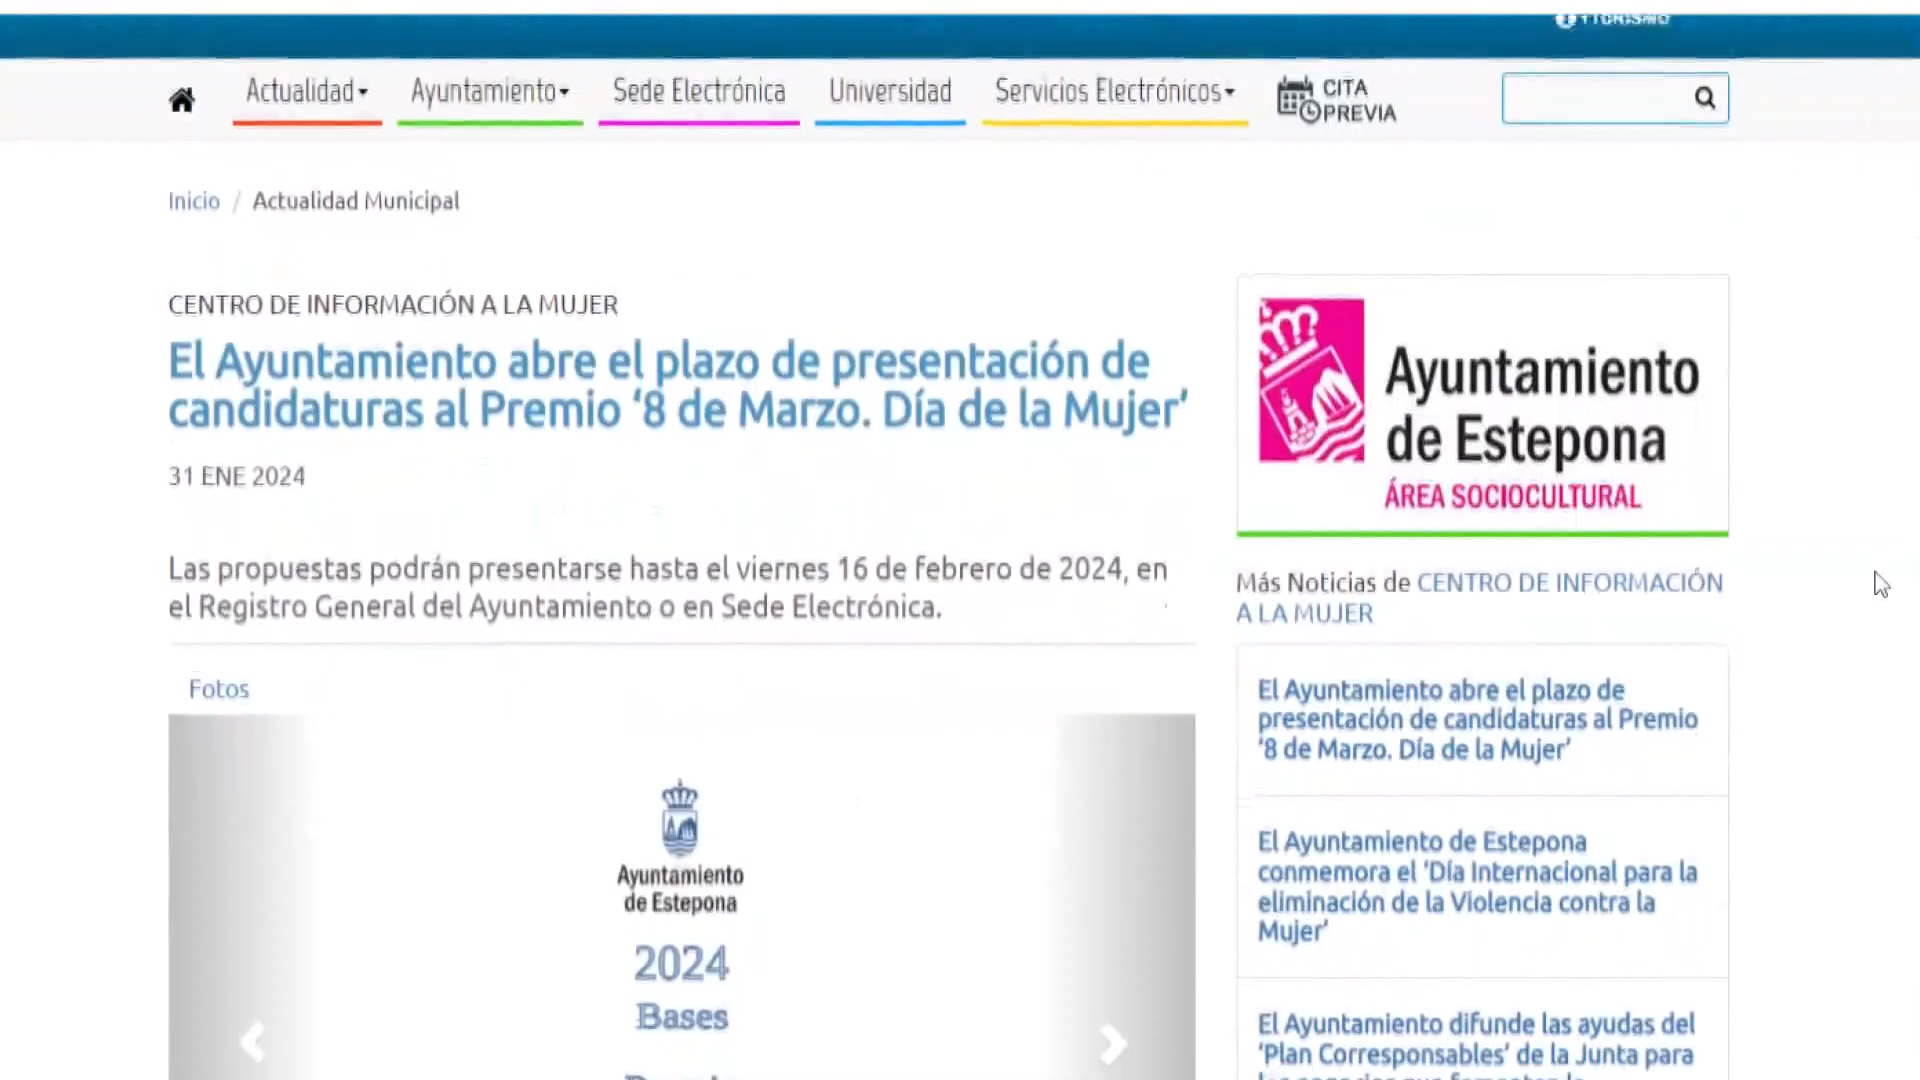 Actualidad
Ayuntamiento
Sede Electrónica
Universidad
Servicios Electrónicos
CITA
PREVIA
Inicio / Actualidad Municipal
CENTRO DE INFORMACIÓN A LA MUJER
El Ayuntamiento abre el plazo de presentación de
candidaturas al Premio ‘8 de Marzo. Día de la Mujer’
31 ENE 2024
Las propuestas podrán presentarse hasta el viernes 16 de febrero de 2024, en
el Registro General del Ayuntamiento o en Sede Electrónica.
Fotos
Ayuntamiento
de Estepona
2024
Bases
Ayuntamiento
de Estepona
ÁREA SOCIOCULTURAL
Más Noticias de CENTRO DE INFORMACIÓN
A LA MUJER
El Ayuntamiento abre el plazo de
presentación de candidaturas al Premio
‘8 de Marzo. Día de la Mujer’
El Ayuntamiento de Estepona
conmemora el ‘Día Internacional para la
eliminación de la Violencia contra la
Mujer’
El Ayuntamiento difunde las ayudas del
‘Plan Corresponsables’ de la Junta para